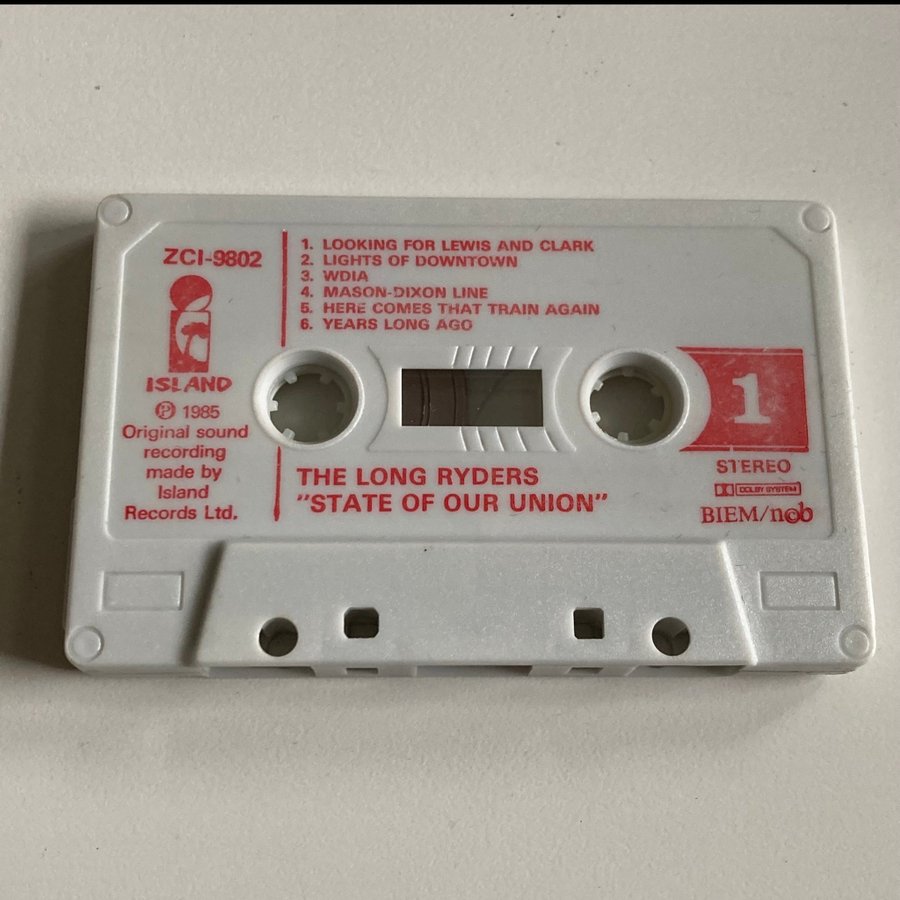 ZCI-9802
ISLAND
Ⓟ 1985
Original sound
recording
made by
Island
Records Ltd.
1. LOOKING FOR LEWIS AND CLARK
2. LIGHTS OF DOWNTOWN
3. WDIA
4. MASON-DIXON LINE
5. HERE COMES THAT TRAIN AGAIN
6. YEARS LONG AGO
THE LONG RYDERS
"STATE OF OUR UNION"
1
STEREO
DOLBY SYSTEM
BIEM/ncb